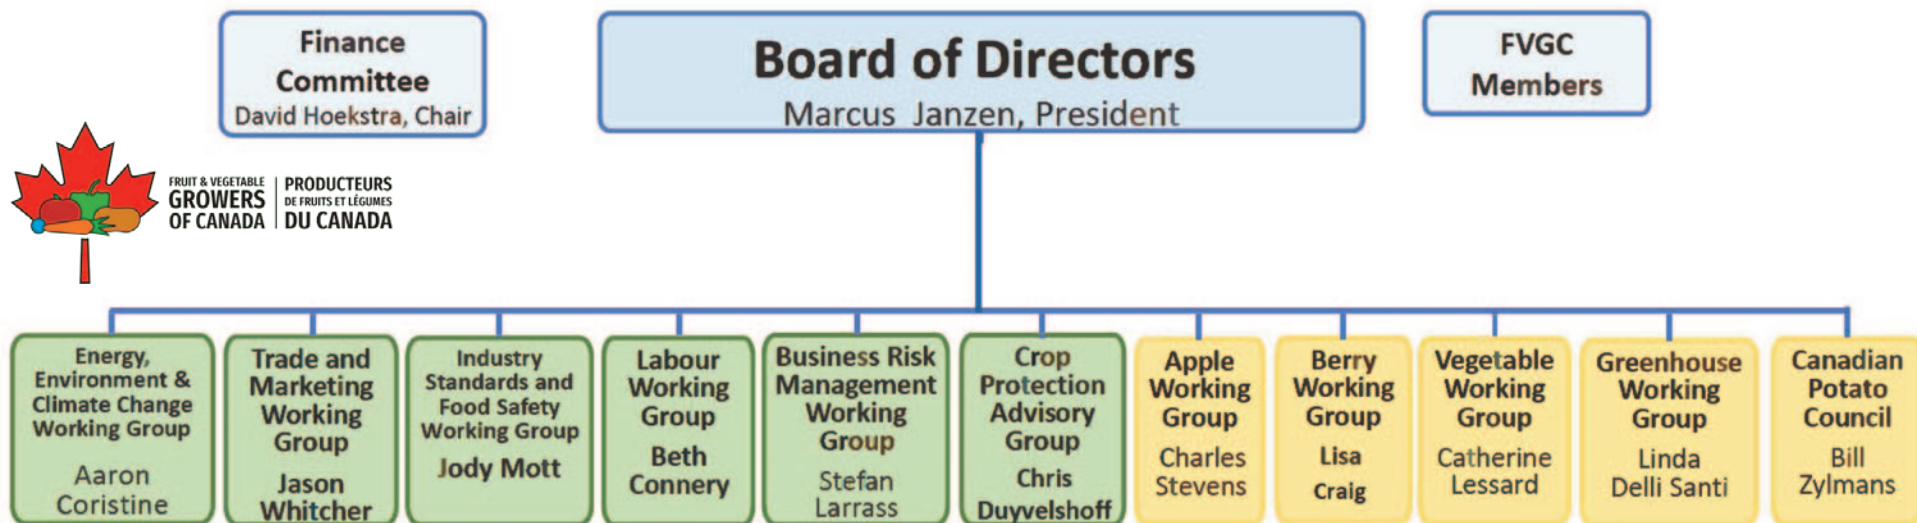 Finance
Committee
David Hoekstra, Chair
Board of Directors
Marcus Janzen, President
FVGC
Members
FRUIT & VEGETABLE
GROWERS
OF CANADA
PRODUCTEURS
DE FRUITS ET LÉGUMES
DU CANADA
Energy,
Environment &
Climate Change
Working Group
Aaron
Coristine
Trade and
Marketing
Working
Group
Jason
Whitcher
Industry
Standards and
Food Safety
Working Group
Jody Mott
Labour
Working
Group
Beth
Connery
Business Risk
Management
Working
Group
Stefan
Larrass
Crop
Protection
Advisory
Group
Chris
Duyvelshoff
Apple
Working
Group
Charles
Stevens
Berry
Working
Group
Lisa
Craig
Vegetable
Working
Group
Catherine
Lessard
Greenhouse
Working
Group
Linda
Delli Santi
Canadian
Potato
Council
Bill
Zylmans